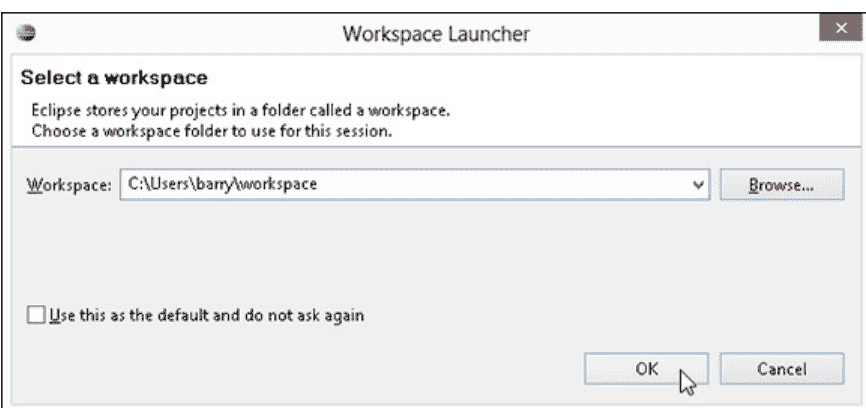 Workspace Launcher
Select a workspace
Eclipse stores your projects in a folder called a workspace.
Choose a workspace folder to use for this session.
Workspace: C:\Users\barry\workspace Browse...
Use this as the default and do not ask again
OK Cancel